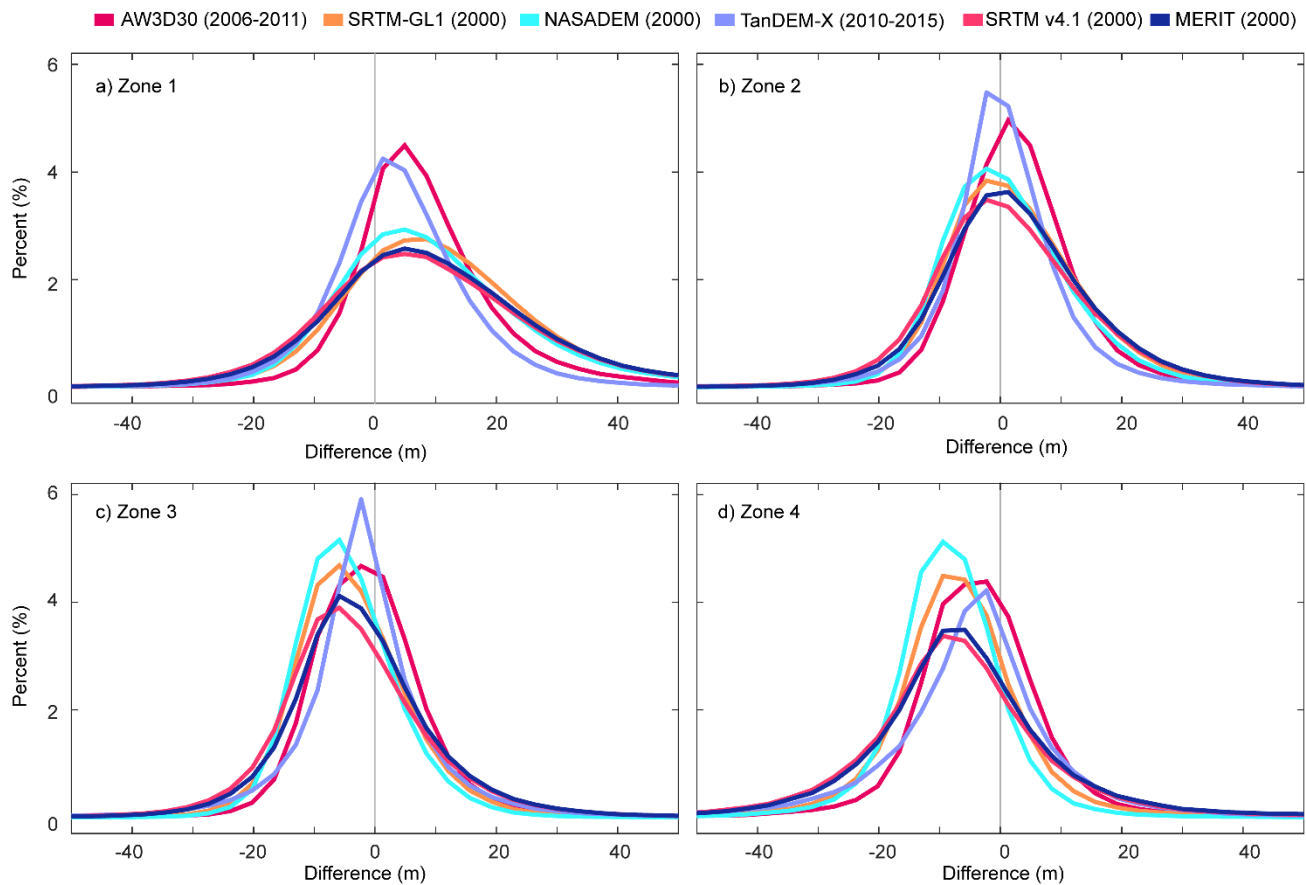 AW3D30 (2006-2011) SRTM-GL1 (2000) NASADEM (2000) TanDEM-X (2010-2015) SRTM v4.1 (2000) MERIT (2000)
a) Zone 1
Percent (%)
6
4
2
0
-40 -20 0 20 40
Difference (m)
b) Zone 2
-40 -20 0 20 40
Difference (m)
c) Zone 3
Percent (%)
6
4
2
0
-40 -20 0 20 40
Difference (m)
d) Zone 4
-40 -20 0 20 40
Difference (m)